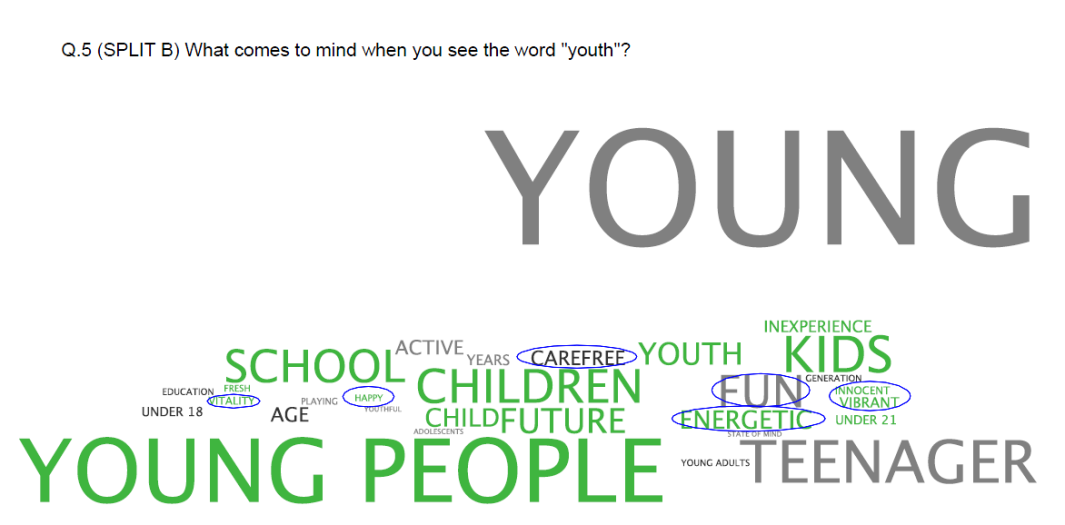 Q.5 (SPLIT B) What comes to mind when you see the word "youth"?
YOUNG
INEXPERIENCE
SCHOOL ACTIVE YEARS CAREFREE YOUTH KIDS
EDUCATION FRESH CHILDREN FUN GENERATION
VITALITY PLAYING HAPPY INNOCENT
VIBRANT
UNDER 18 AGE YOUTHFUL CHILD FUTURE ENERGETIC UNDER 21
ADOLESCENTS STATE OF MIND
YOUNG PEOPLE YOUNG ADULTS TEENAGER